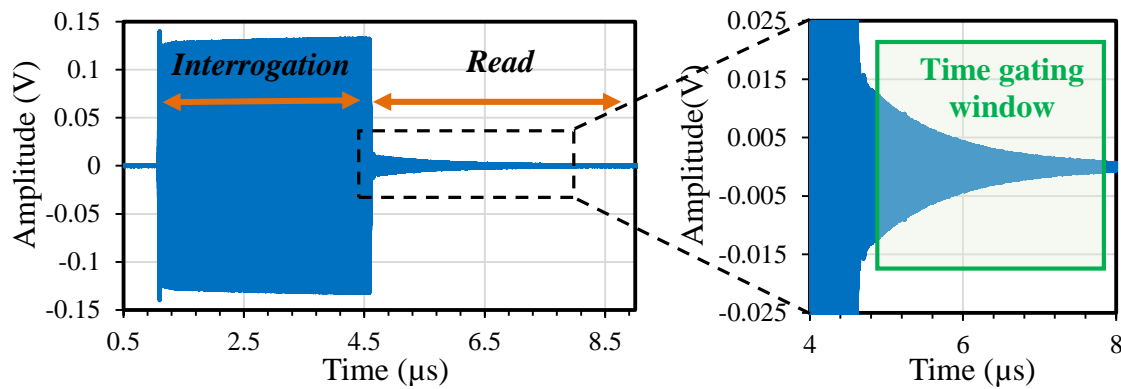 Amplitude (V)
0.15
0.1
0.05
0
-0.05
-0.1
-0.15
Interrogation
Read
0.5
2.5
4.5
6.5
8.5
Time (µs)
Amplitude(V)
0.025
0.015
0.005
-0.005
-0.015
-0.025
Time gating
window
4
6
8
Time (µs)